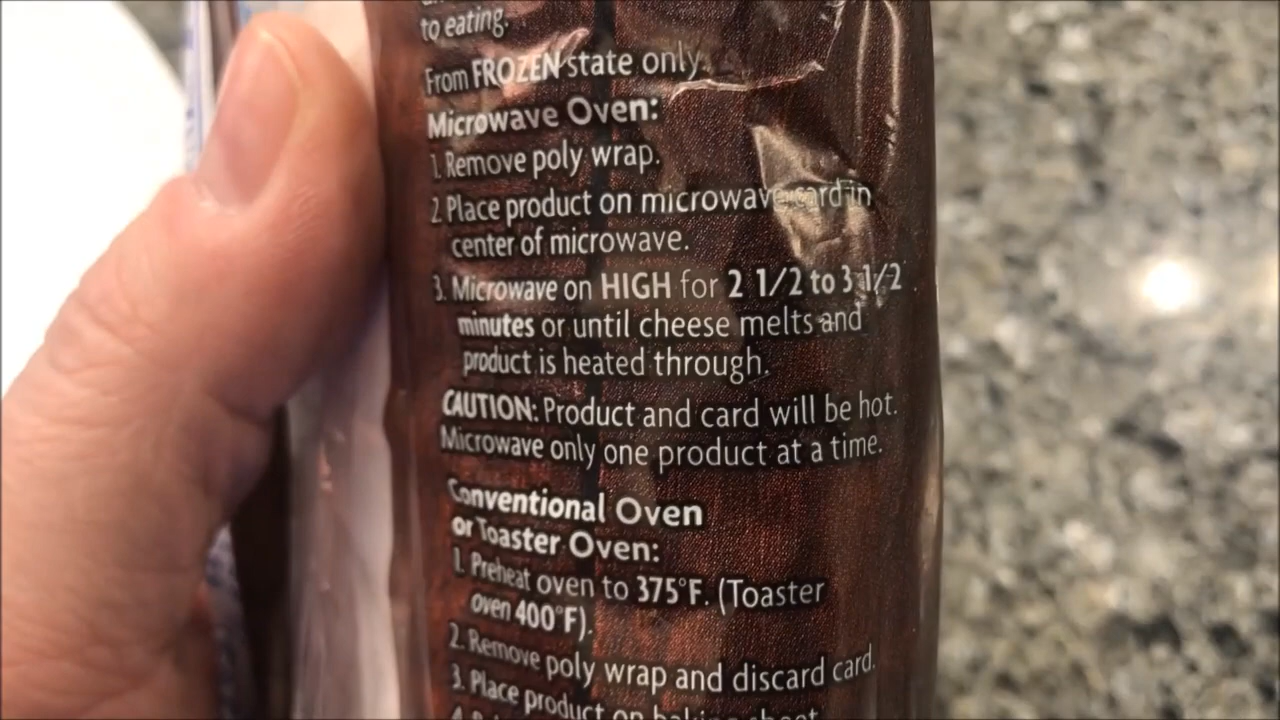 to eating.
From FROZEN state only.
Microwave Oven:
1. Remove poly wrap.
2. Place product on microwave card in
center of microwave.
3. Microwave on HIGH for 2 1/2 to 3 1/2
minutes or until cheese melts and
product is heated through.
CAUTION: Product and card will be hot.
Microwave only one product at a time.
Conventional Oven
or Toaster Oven:
1. Preheat oven to 375°F. (Toaster
oven 400°F).
2. Remove poly wrap and discard card.
3. Place product on baking sheet.
4.